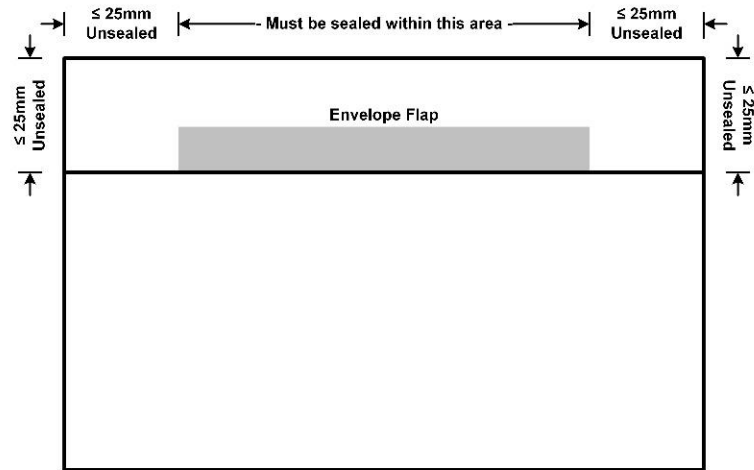 ≤ 25mm
Unsealed
Must be sealed within this area
≤ 25mm
Unsealed
≤ 25mm
Unsealed
Envelope Flap
≤ 25mm
Unsealed